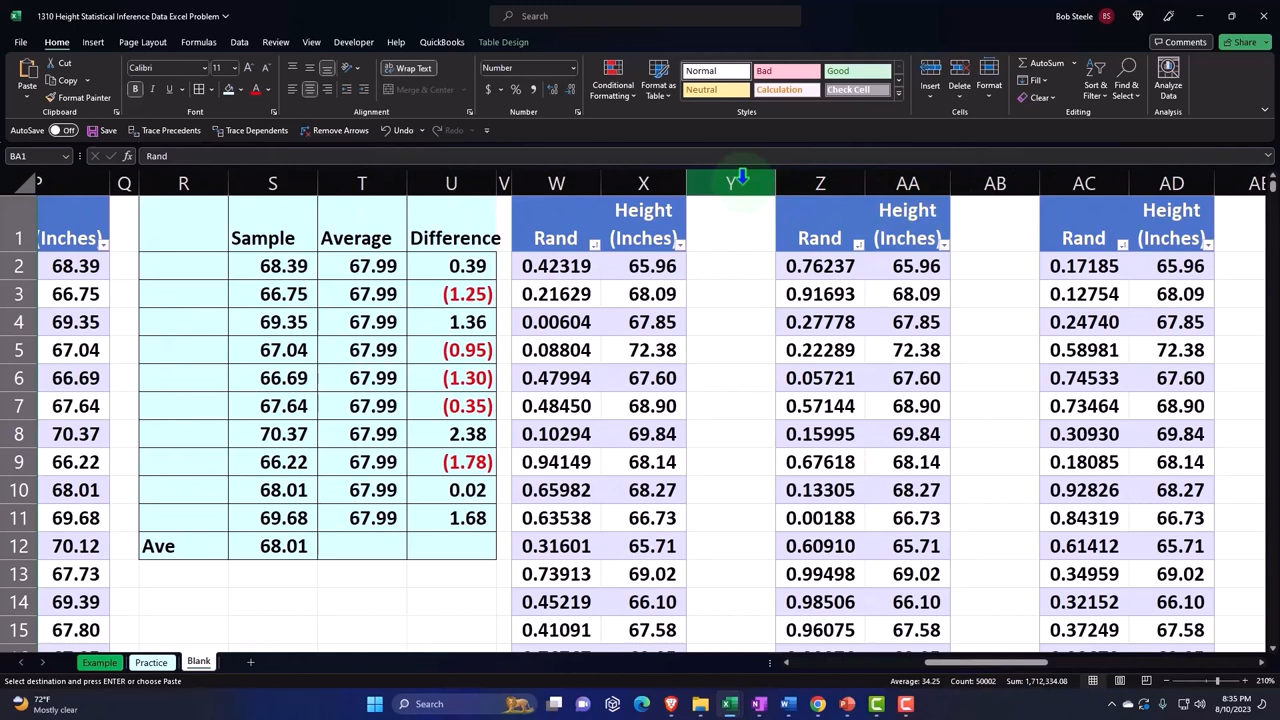 1310 Height Statistical Inference Data Excel Problem
Search
Bob Steele BS
File Home Insert Page Layout Formulas Data Review View Developer Help QuickBooks Table Design
Comments Share
Paste
Cut
Copy
Format Painter
Calibri 11
B I U
Wrap Text
Merge & Center
Number
Conditional Formatting
Format as Table
Normal Bad Good
Neutral Calculation Check Cell
Insert Delete Format
AutoSum
Fill
Clear
Sort & Filter
Find & Select
Analyze Data
Clipboard Font Alignment Number Styles Cells Editing Analysis
AutoSave Off Save Trace Precedents Trace Dependents Remove Arrows Undo Redo
BA1 fx Rand
P Q R S T U V W X Y Z AA AB AC AD AE
1 (Inches) Sample Average Difference Rand Height (Inches) Rand Height (Inches) Rand Height (Inches)
2 68.39 68.39 67.99 0.39 0.42319 65.96 0.76237 65.96 0.17185 65.96
3 66.75 66.75 67.99 (1.25) 0.21629 68.09 0.91693 68.09 0.12754 68.09
4 69.35 69.35 67.99 1.36 0.00604 67.85 0.27778 67.85 0.24740 67.85
5 67.04 67.04 67.99 (0.95) 0.08804 72.38 0.22289 72.38 0.58981 72.38
6 66.69 66.69 67.99 (1.30) 0.47994 67.60 0.05721 67.60 0.74533 67.60
7 67.64 67.64 67.99 (0.35) 0.48450 68.90 0.57144 68.90 0.73464 68.90
8 70.37 70.37 67.99 2.38 0.10294 69.84 0.15995 69.84 0.30930 69.84
9 66.22 66.22 67.99 (1.78) 0.94149 68.14 0.67618 68.14 0.18085 68.14
10 68.01 68.01 67.99 0.02 0.65982 68.27 0.13305 68.27 0.92826 68.27
11 69.68 69.68 67.99 1.68 0.63538 66.73 0.00188 66.73 0.84319 66.73
12 70.12 Ave 68.01 0.31601 65.71 0.60910 65.71 0.61412 65.71
13 67.73 0.73913 69.02 0.99498 69.02 0.34959 69.02
14 69.39 0.45219 66.10 0.98506 66.10 0.32152 66.10
15 67.80 0.41091 67.58 0.96075 67.58 0.37249 67.58
Example Practice Blank
Select destination and press ENTER or choose Paste Average: 34.25 Count: 50002 Sum: 1,712,334.08 210%
72°F
Mostly clear
Search
8:35 PM
8/10/2023